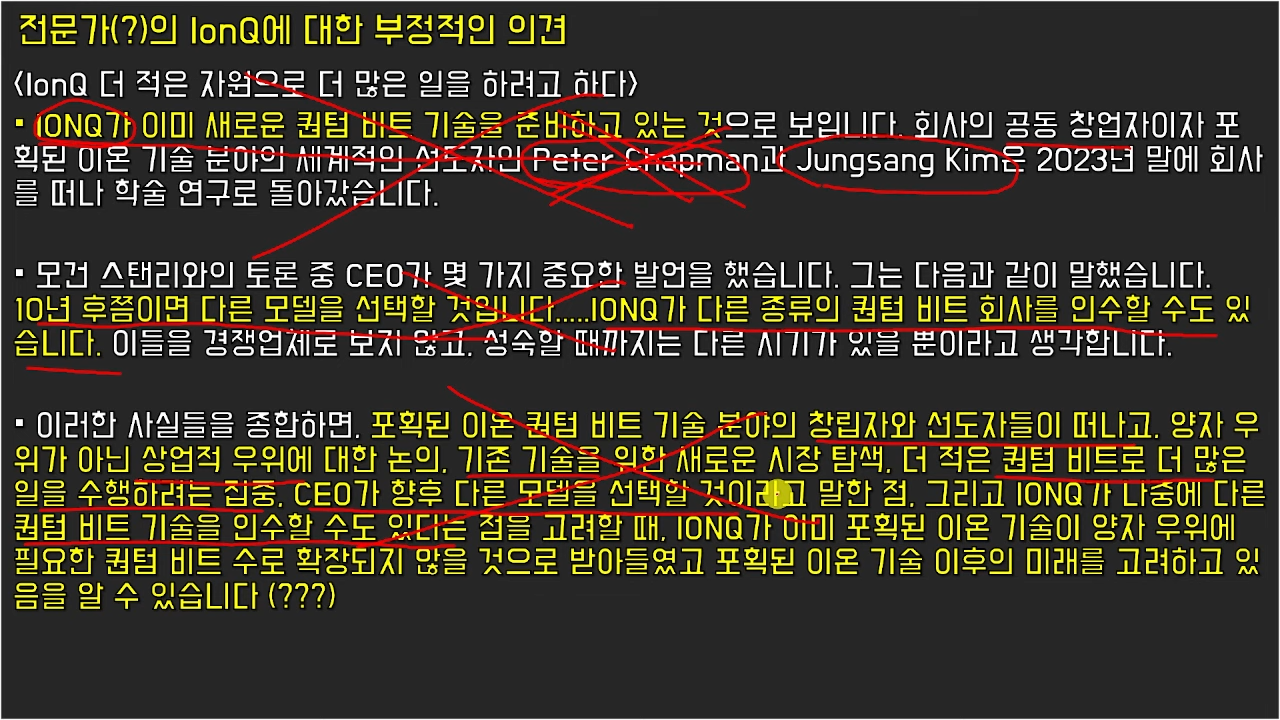 전문가(?)의 IonQ에 대한 부정적인 의견
<IonQ 더 적은 자원으로 더 많은 일을 하려고 하다>
▪ IONQ가 이미 새로운 퀀텀 비트 기술을 준비하고 있는 것으로 보입니다. 회사의 공동 창업자이자 포
획된 이온 기술 분야의 세계적인 선도자인 Peter Chapman과 Jungsang Kim은 2023년 말에 회사
를 떠나 학술 연구로 돌아갔습니다.
▪ 모건 스탠리와의 토론 중 CEO가 몇 가지 중요한 발언을 했습니다. 그는 다음과 같이 말했습니다.
10년 후쯤이면 다른 모델을 선택할 것입니다.....IONQ가 다른 종류의 퀀텀 비트 회사를 인수할 수도 있
습니다. 이들을 경쟁업체로 보지 않고, 성숙할 때까지는 다른 시기가 있을 뿐이라고 생각합니다.
▪ 이러한 사실들을 종합하면, 포획된 이온 퀀텀 비트 기술 분야의 창립자와 선도자들이 떠나고, 양자 우
위가 아닌 상업적 우위에 대한 논의, 기존 기술을 위한 새로운 시장 탐색, 더 적은 퀀텀 비트로 더 많은
일을 수행하려는 집중, CEO가 향후 다른 모델을 선택할 것이라고 말한 점, 그리고 IONQ가 나중에 다른
퀀텀 비트 기술을 인수할 수도 있다는 점을 고려할 때, IONQ가 이미 포획된 이온 기술이 양자 우위에
필요한 퀀텀 비트 수로 확장되지 않을 것으로 받아들였고 포획된 이온 기술 이후의 미래를 고려하고 있
음을 알 수 있습니다 (???)